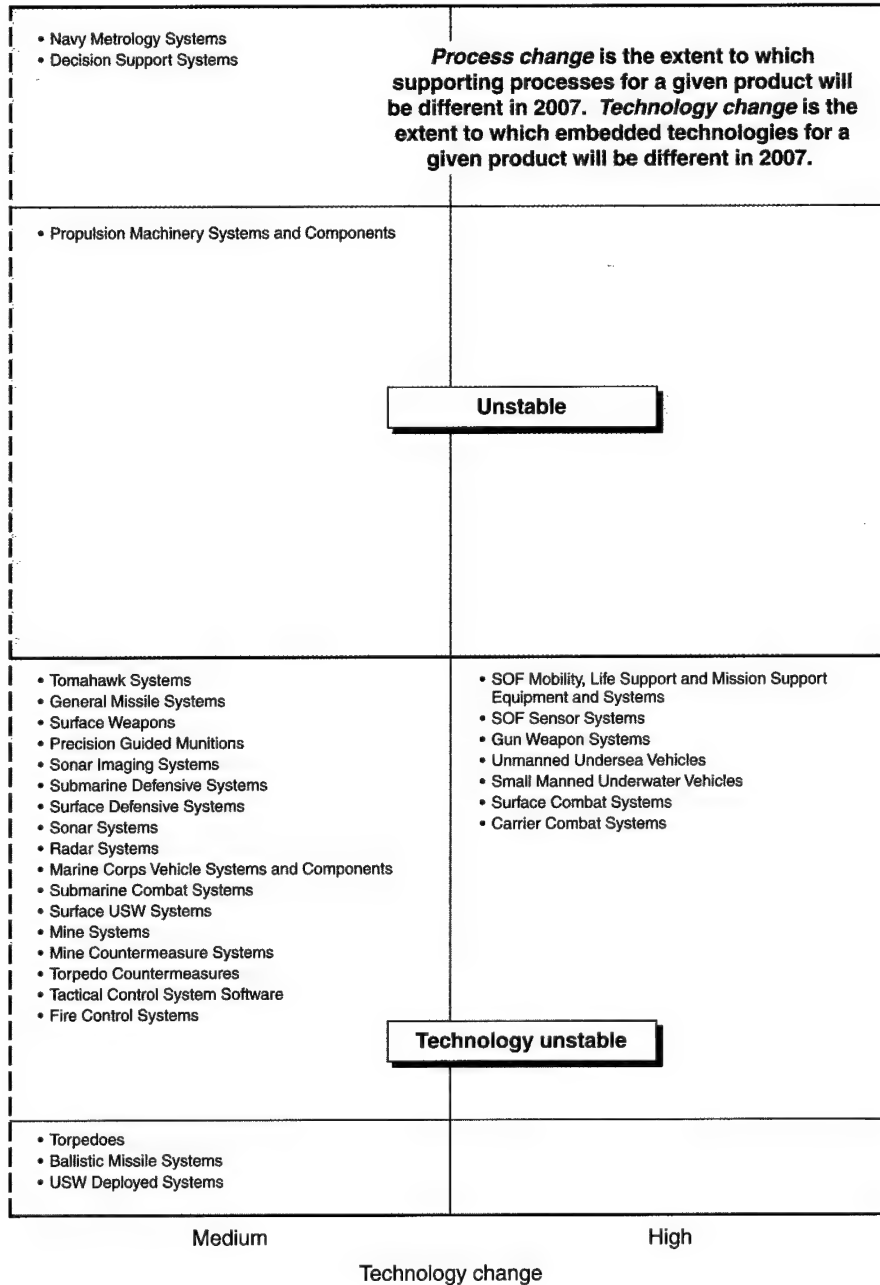 • Navy Metrology Systems
• Decision Support Systems
Process change is the extent to which
supporting processes for a given product will
be different in 2007. Technology change is the
extent to which embedded technologies for a
given product will be different in 2007.
• Propulsion Machinery Systems and Components
Unstable
• Tomahawk Systems
• General Missile Systems
• Surface Weapons
• Precision Guided Munitions
• Sonar Imaging Systems
• Submarine Defensive Systems
• Surface Defensive Systems
• Sonar Systems
• Radar Systems
• Marine Corps Vehicle Systems and Components
• Submarine Combat Systems
• Surface USW Systems
• Mine Systems
• Mine Countermeasure Systems
• Torpedo Countermeasures
• Tactical Control System Software
• Fire Control Systems
• SOF Mobility, Life Support and Mission Support
Equipment and Systems
• SOF Sensor Systems
• Gun Weapon Systems
• Unmanned Undersea Vehicles
• Small Manned Underwater Vehicles
• Surface Combat Systems
• Carrier Combat Systems
Technology unstable
• Torpedoes
• Ballistic Missile Systems
• USW Deployed Systems
Medium
High
Technology change